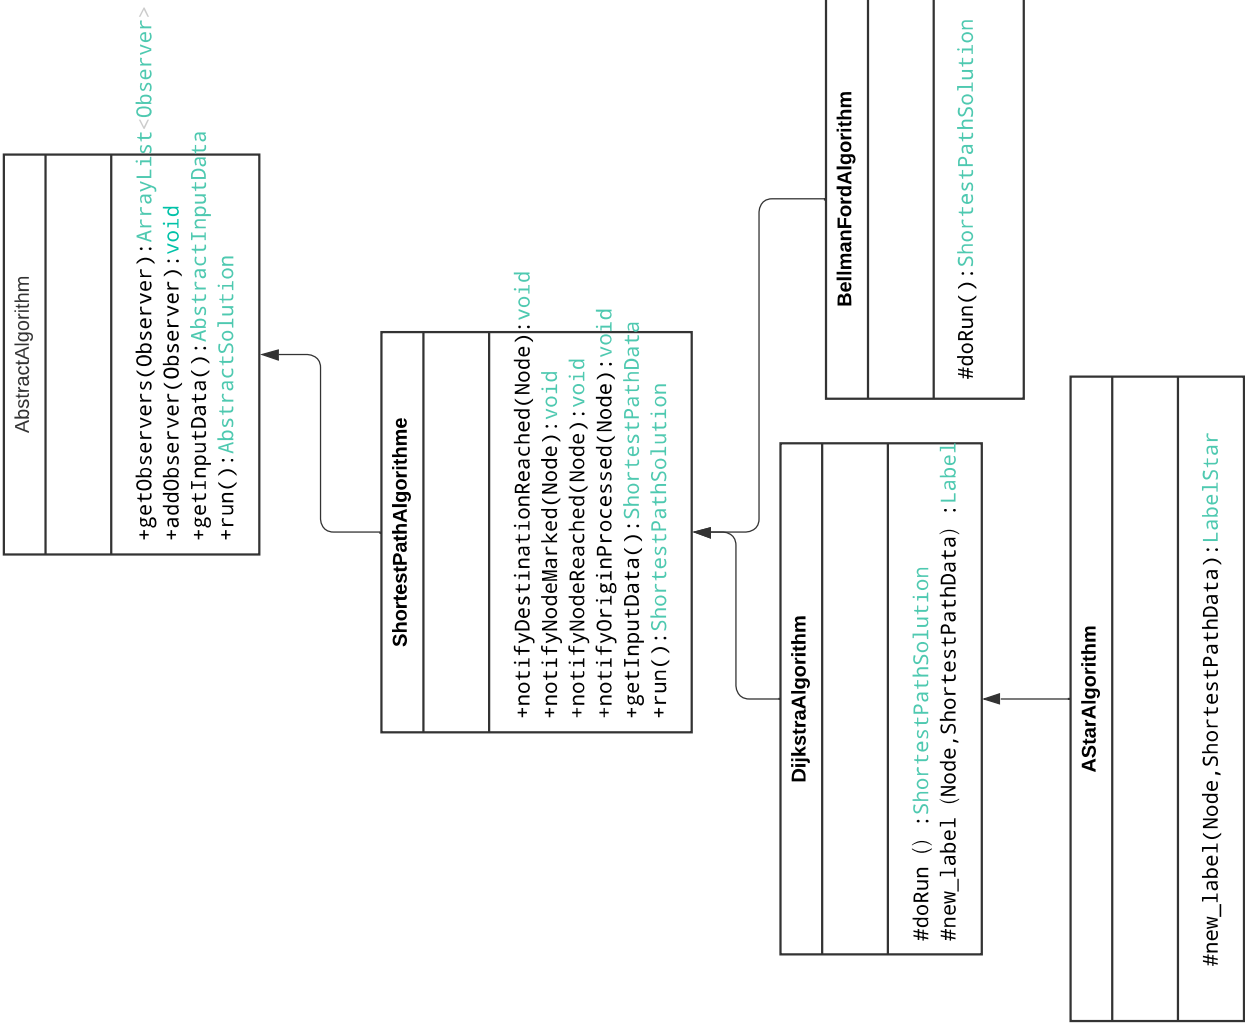 AbstractAlgorithm
+getObservers(Observer):ArrayList<Observer>
+addObserver(Observer):void
+getInputData():AbstractInputData
+run():AbstractSolution
ShortestPathAlgorithme
+notifyDestinationReached(Node):void
+notifyNodeMarked(Node):void
+notifyNodeReached(Node):void
+notifyOriginProcessed(Node):void
+getInputData():ShortestPathData
+run():ShortestPathSolution
DijkstraAlgorithm
#doRun () :ShortestPathSolution
#new_label (Node,ShortestPathData) :Label
BellmanFordAlgorithm
#doRun():ShortestPathSolution
AStarAlgorithm
#new_label(Node,ShortestPathData):LabelStar